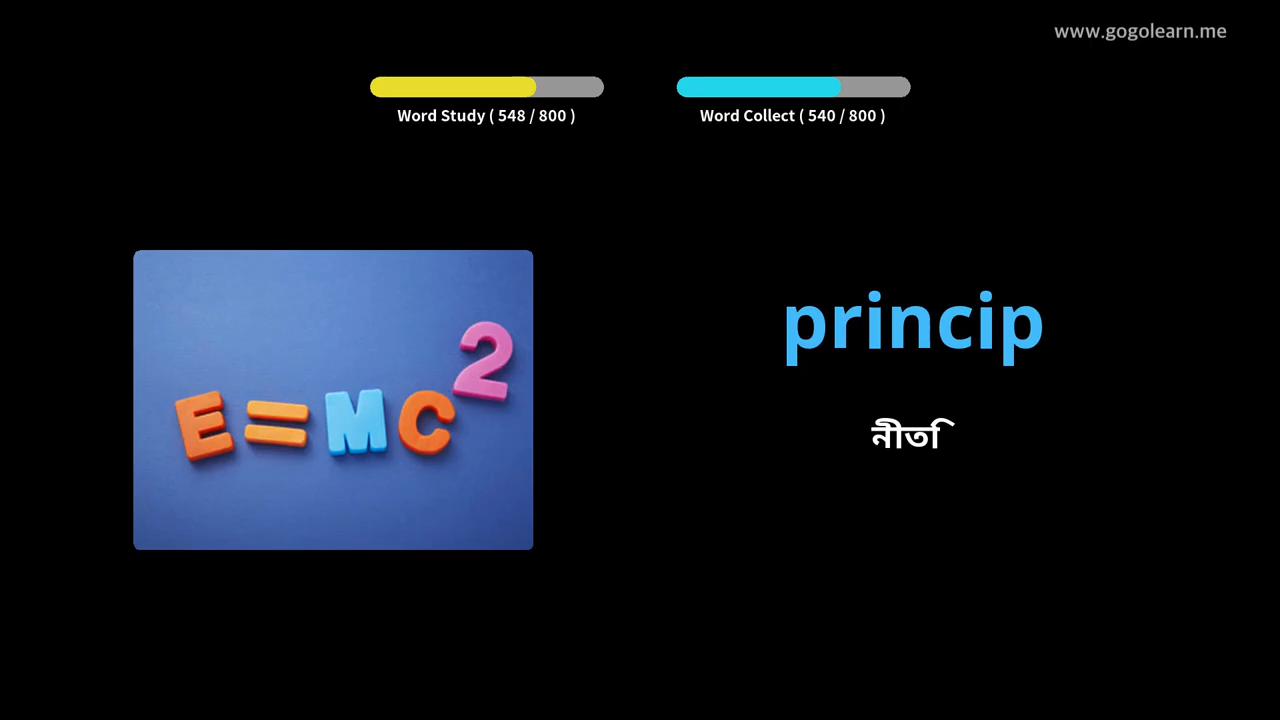 www.gogolearn.me
Word Study ( 548 / 800 )
Word Collect ( 540 / 800 )
E=MC²
princip
নীতি